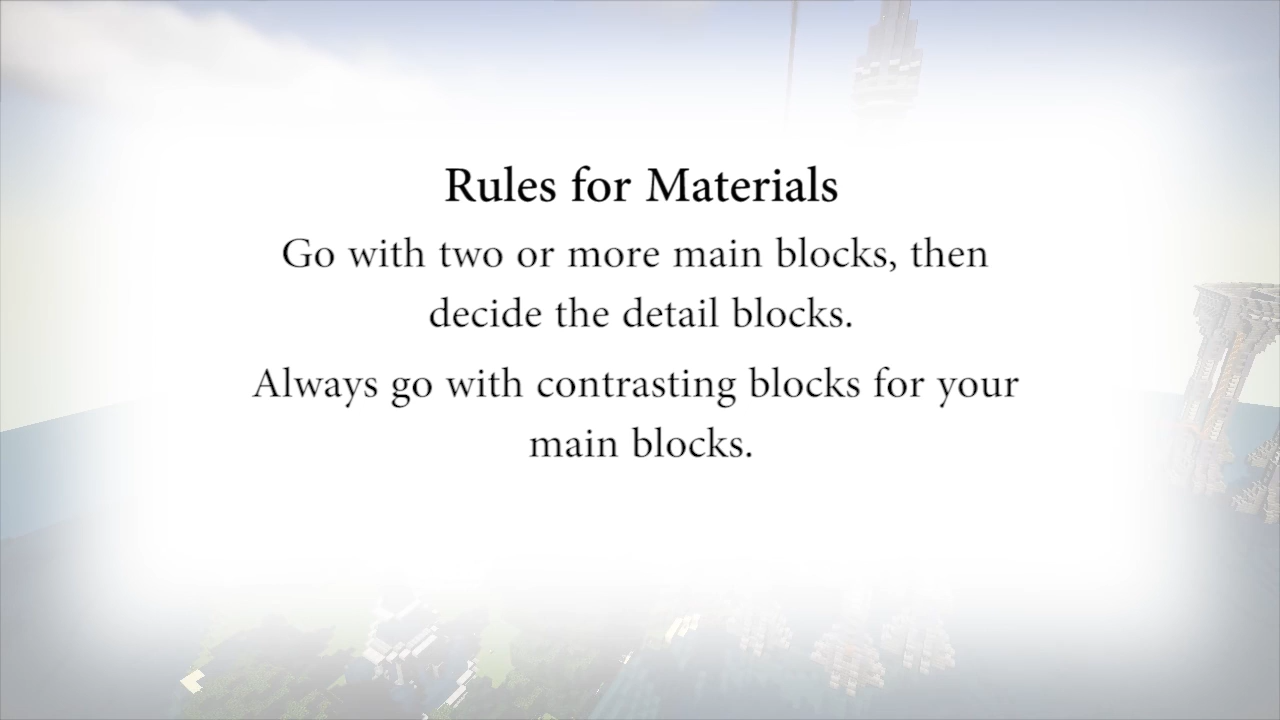 Rules for Materials
Go with two or more main blocks, then
decide the detail blocks.
Always go with contrasting blocks for your
main blocks.